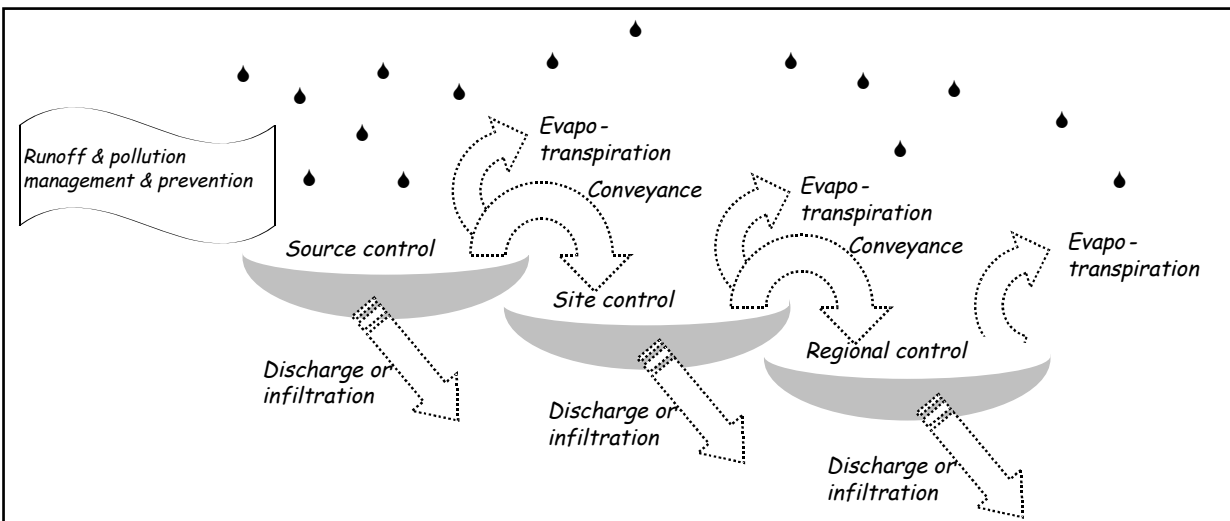 Runoff & pollution
management & prevention
Evapo-
transpiration
Conveyance
Source control
Discharge or
infiltration
Evapo-
transpiration
Conveyance
Site control
Discharge or
infiltration
Evapo-
transpiration
Regional control
Discharge or
infiltration